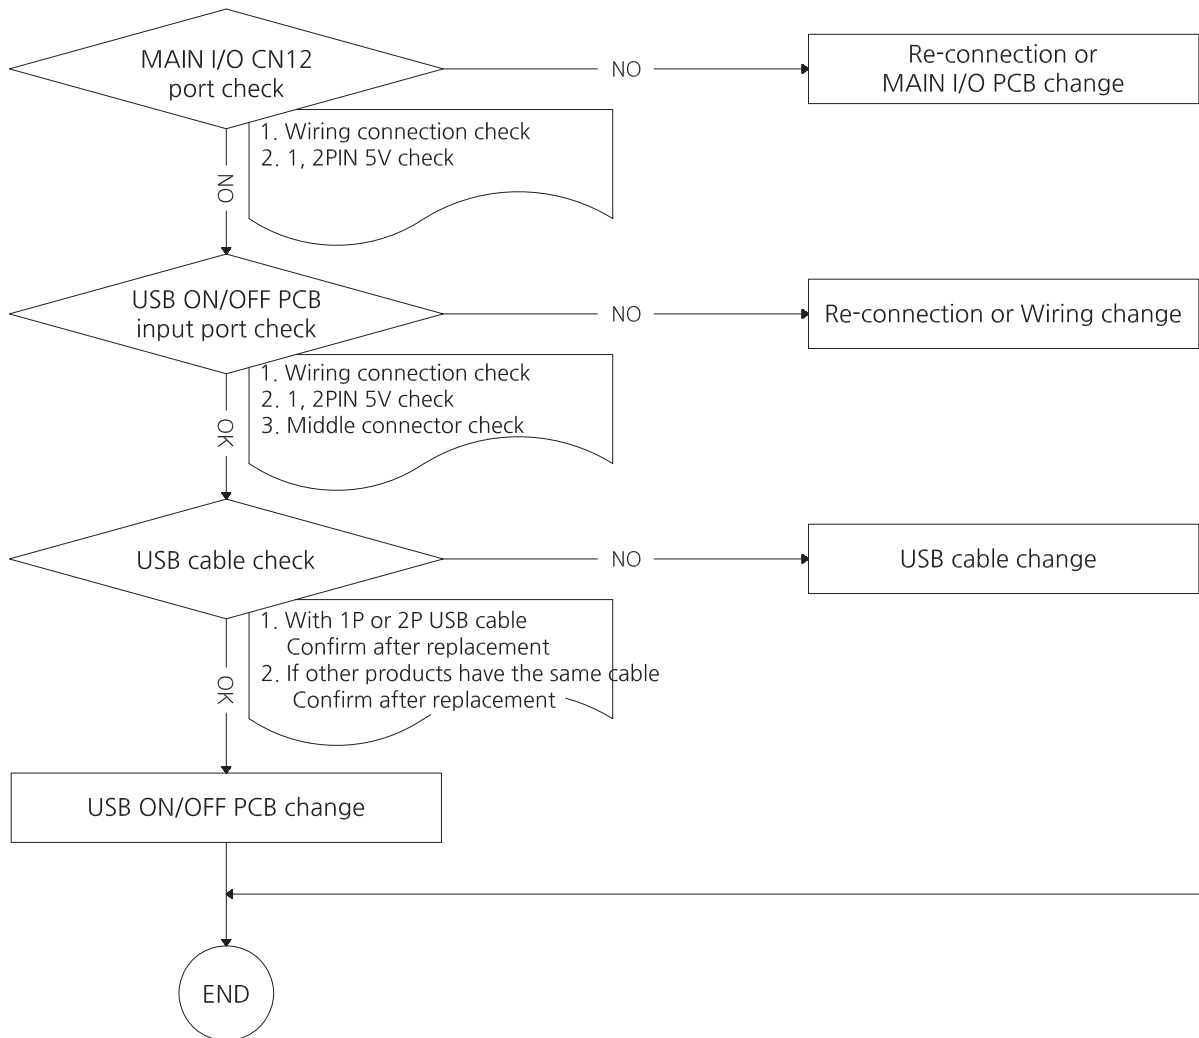 MAIN I/O CN12
port check
NO
Re-connection or
MAIN I/O PCB change
1. Wiring connection check
2. 1, 2PIN 5V check
NO
USB ON/OFF PCB
input port check
NO
Re-connection or Wiring change
1. Wiring connection check
2. 1, 2PIN 5V check
3. Middle connector check
OK
USB cable check
NO
USB cable change
1. With 1P or 2P USB cable
Confirm after replacement
2. If other products have the same cable
Confirm after replacement
OK
USB ON/OFF PCB change
END